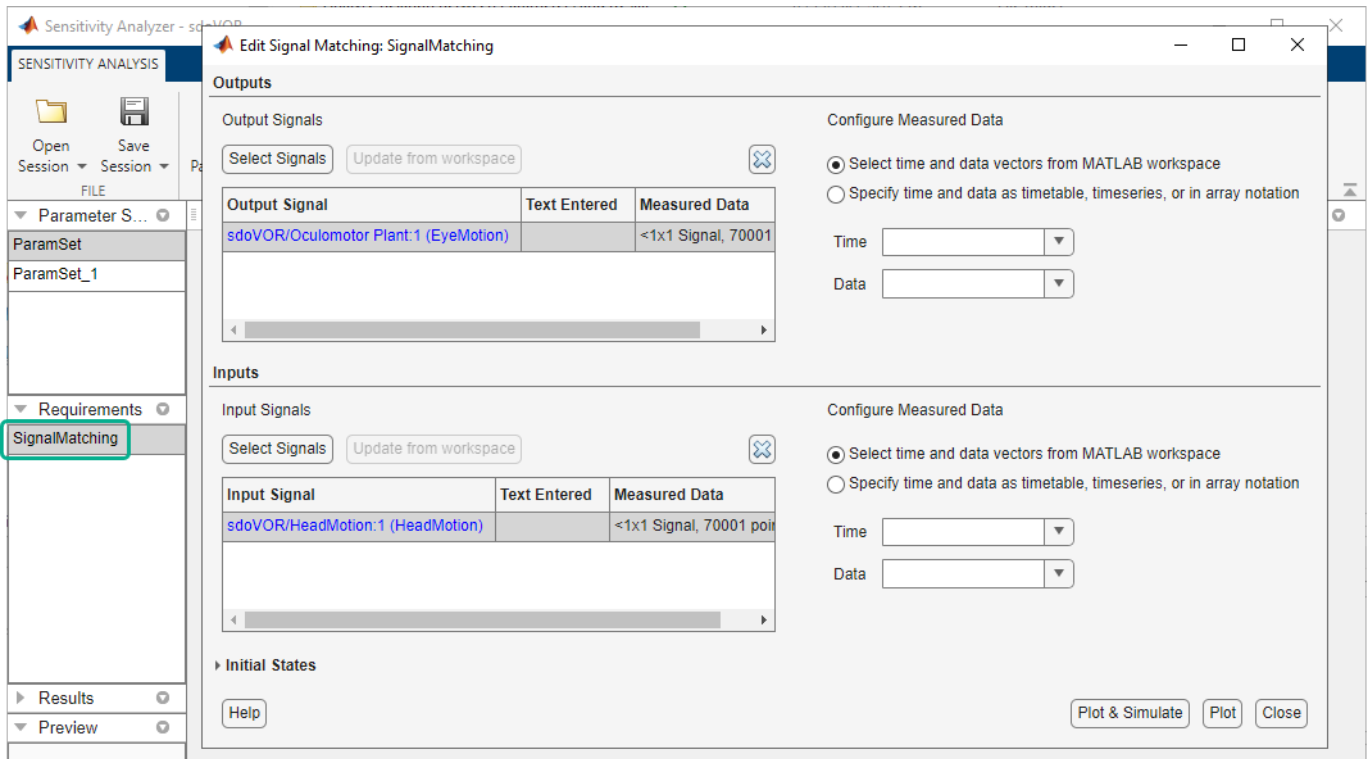 Sensitivity Analyzer - sdoVOR
SENSITIVITY ANALYSIS
Open Session
Save Session
FILE
Parameter S...
ParamSet
ParamSet_1
Requirements
SignalMatching
Results
Preview
Edit Signal Matching: SignalMatching
Outputs
Output Signals
Select Signals
Update from workspace
Output Signal Text Entered Measured Data
sdoVOR/Oculomotor Plant:1 (EyeMotion) <1x1 Signal, 70001
Configure Measured Data
Select time and data vectors from MATLAB workspace
Specify time and data as timetable, timeseries, or in array notation
Time
Data
Inputs
Input Signals
Select Signals
Update from workspace
Input Signal Text Entered Measured Data
sdoVOR/HeadMotion:1 (HeadMotion) <1x1 Signal, 70001 poin
Configure Measured Data
Select time and data vectors from MATLAB workspace
Specify time and data as timetable, timeseries, or in array notation
Time
Data
Initial States
Help
Plot & Simulate
Plot
Close